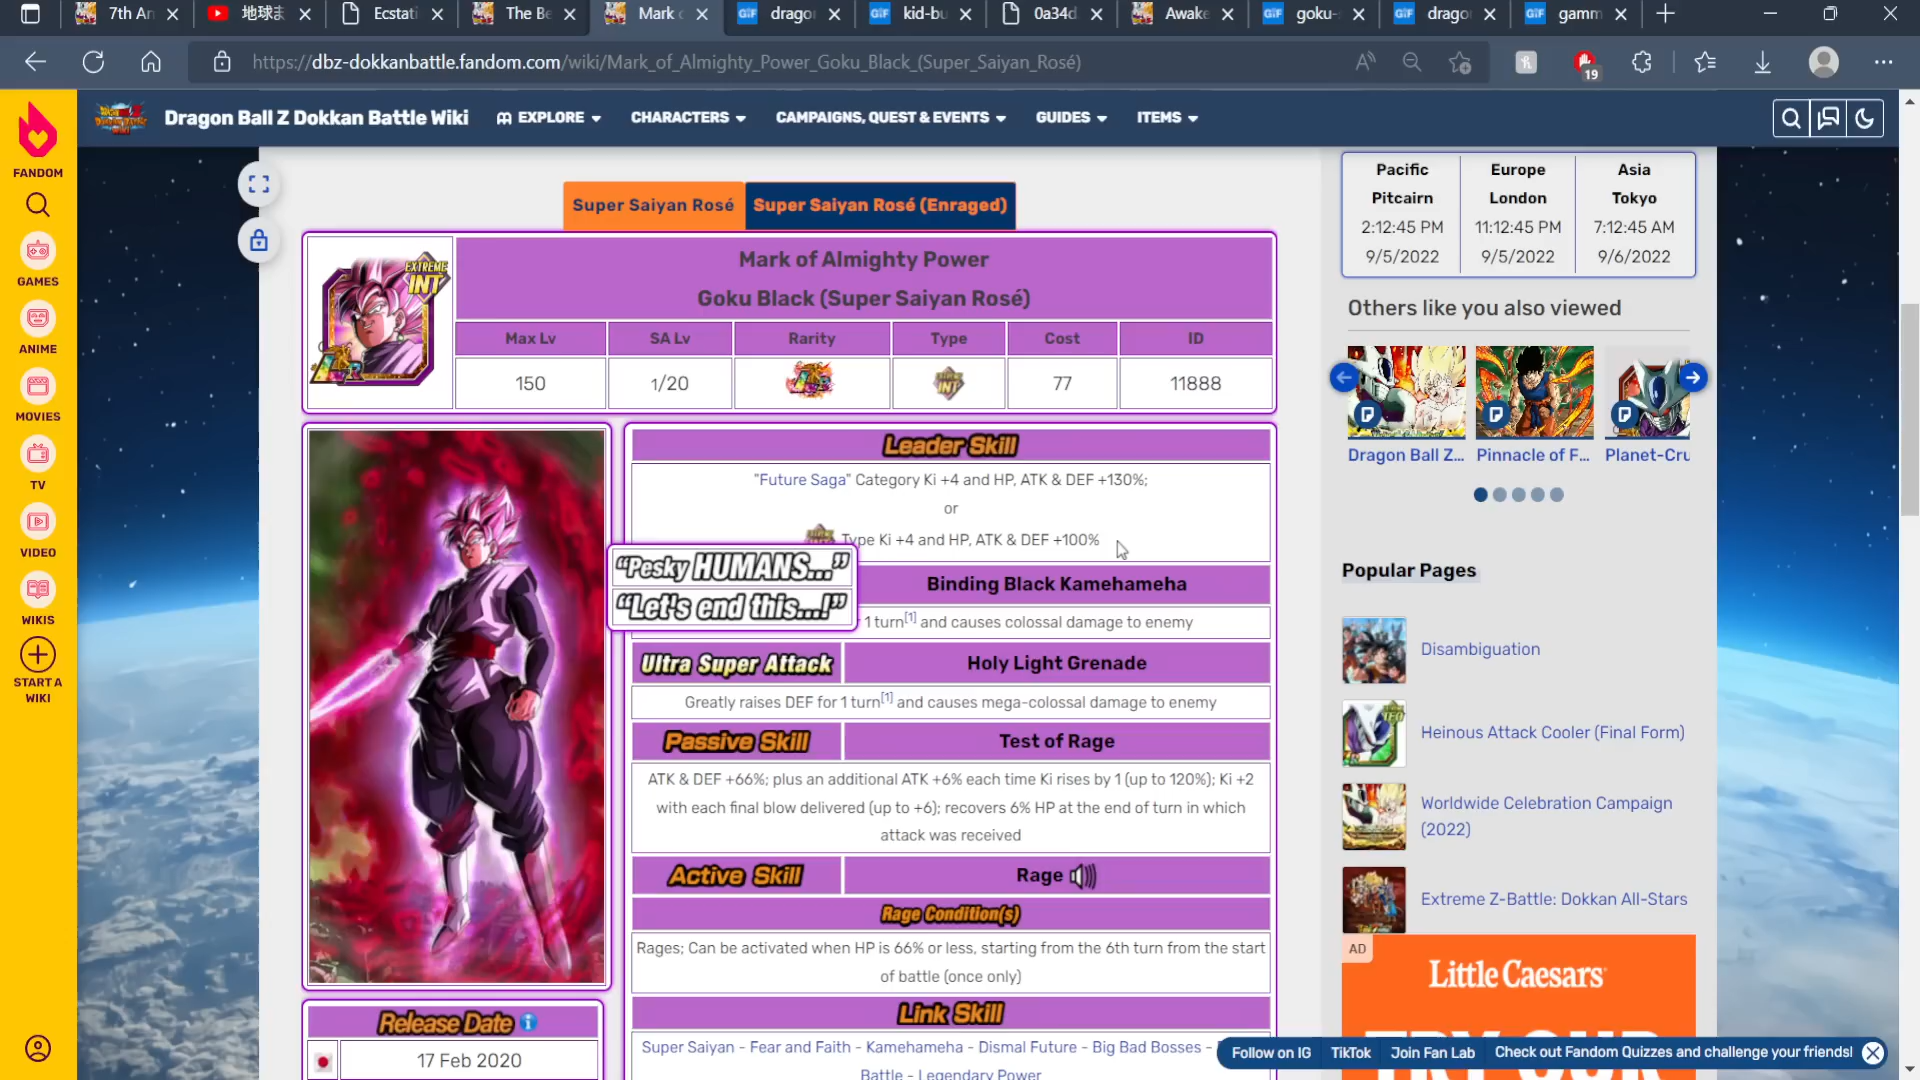 7th An
地球ま
Ecstati
The Be
Mark o
drago
kid-bu
0a34d
Awake
goku-
drago
gamm
https://dbz-dokkanbattle.fandom.com/wiki/Mark_of_Almighty_Power_Goku_Black_(Super_Saiyan_Rosé)
19
FANDOM
GAMES
ANIME
MOVIES
TV
VIDEO
WIKIS
START A
WIKI
Dragon Ball Z Dokkan Battle Wiki
EXPLORE
CHARACTERS
CAMPAIGNS, QUEST & EVENTS
GUIDES
ITEMS
Super Saiyan Rosé
Super Saiyan Rosé (Enraged)
EXTREME
INT
Mark of Almighty Power
Goku Black (Super Saiyan Rosé)
Max Lv SA Lv Rarity Type Cost ID
150 1/20 LR EXTREME INT 77 11888
Leader Skill
"Future Saga" Category Ki +4 and HP, ATK & DEF +130%;
or
Type Ki +4 and HP, ATK & DEF +100%
"Pesky HUMANS..."
"Let's end this...!"
Binding Black Kamehameha
1 turn[1] and causes colossal damage to enemy
Ultra Super Attack
Holy Light Grenade
Greatly raises DEF for 1 turn[1] and causes mega-colossal damage to enemy
Passive Skill
Test of Rage
ATK & DEF +66%; plus an additional ATK +6% each time Ki rises by 1 (up to 120%); Ki +2
with each final blow delivered (up to +6); recovers 6% HP at the end of turn in which
attack was received
Active Skill
Rage
Rage Condition(s)
Rages; Can be activated when HP is 66% or less, starting from the 6th turn from the start
of battle (once only)
Link Skill
Super Saiyan - Fear and Faith - Kamehameha - Dismal Future - Big Bad Bosses -
Battle - Legendary Power
Release Date
17 Feb 2020
Pacific Europe Asia
Pitcairn London Tokyo
2:12:45 PM 11:12:45 PM 7:12:45 AM
9/5/2022 9/5/2022 9/6/2022
Others like you also viewed
Dragon Ball Z...
Pinnacle of F...
Planet-Cru
Popular Pages
Disambiguation
Heinous Attack Cooler (Final Form)
Worldwide Celebration Campaign
(2022)
Extreme Z-Battle: Dokkan All-Stars
AD
Little Caesars
TRY OUR
Follow on IG TikTok Join Fan Lab Check out Fandom Quizzes and challenge your friends!